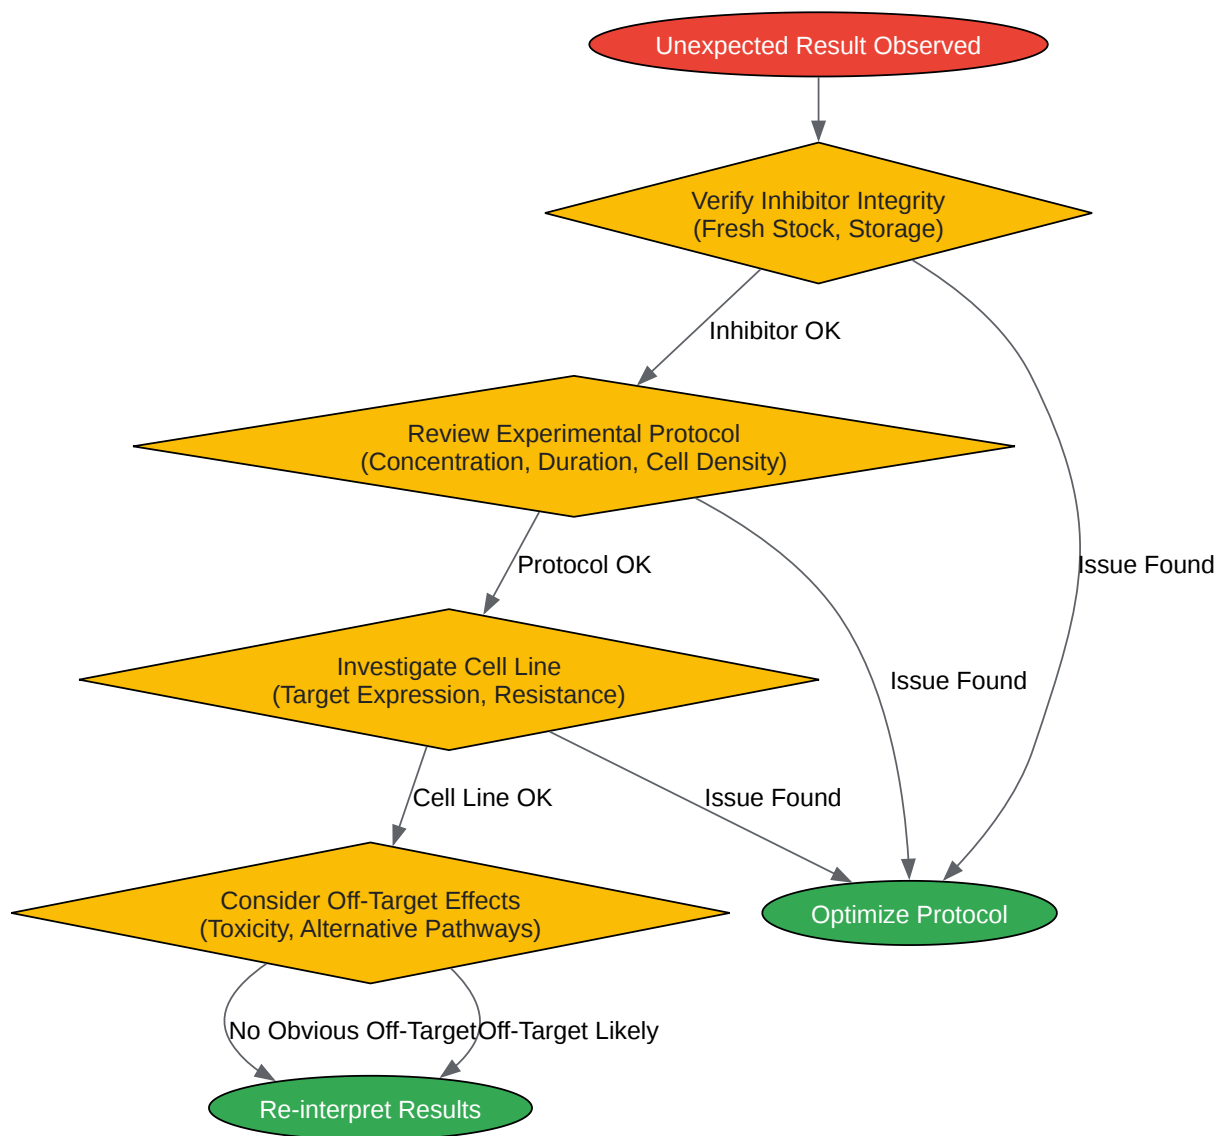 Unexpected Result Observed
Verify Inhibitor Integrity
(Fresh Stock, Storage)
Inhibitor OK
Review Experimental Protocol
(Concentration, Duration, Cell Density)
Protocol OK
Issue Found
Investigate Cell Line
(Target Expression, Resistance)
Issue Found
Cell Line OK
Issue Found
Consider Off-Target Effects
(Toxicity, Alternative Pathways)
Optimize Protocol
No Obvious Off-Target
Off-Target Likely
Re-interpret Results